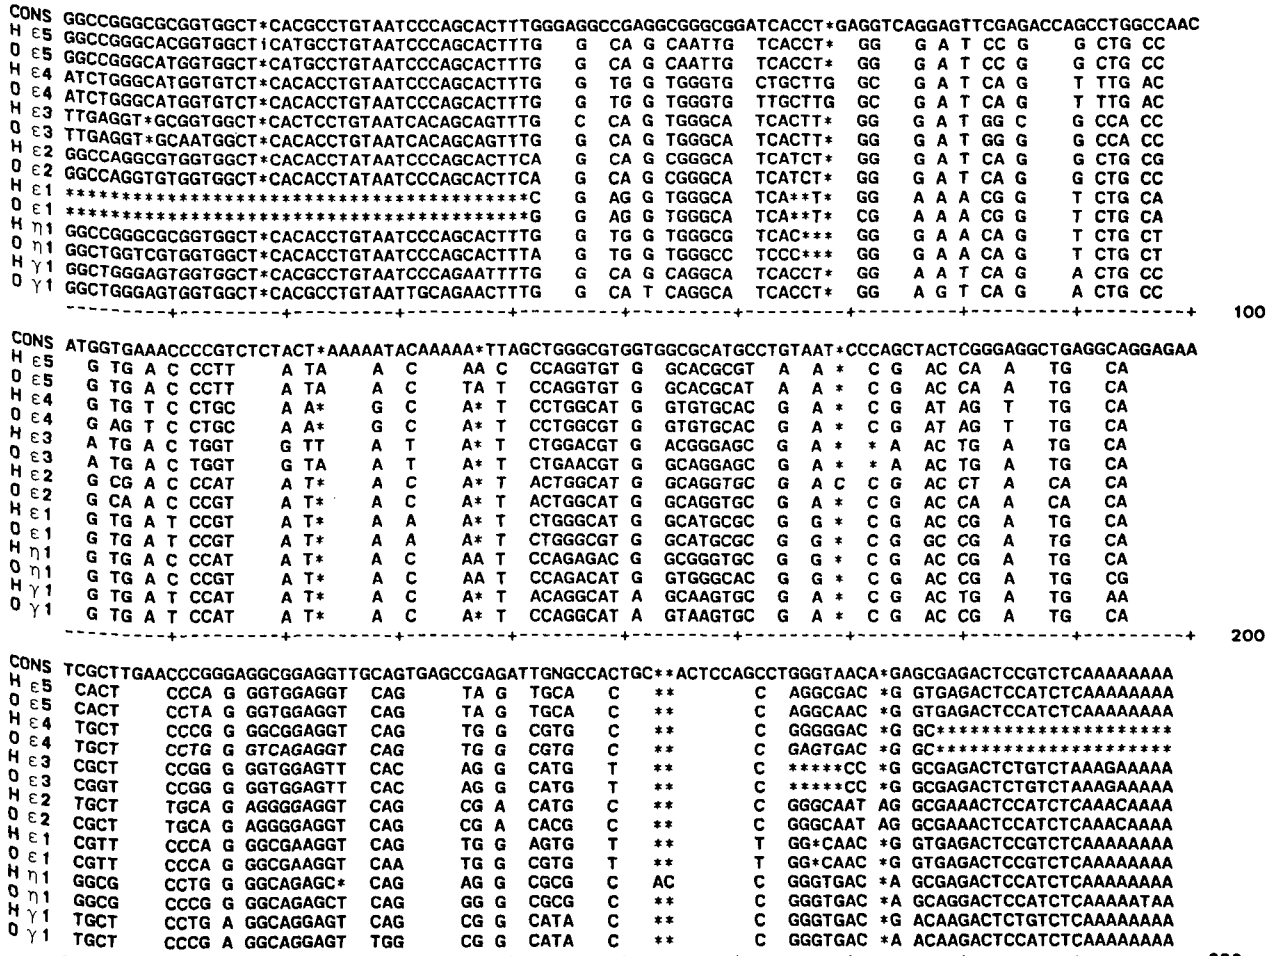 CONS GGCCGGGCGCGGTGGCT*CACGCCTGTAATCCCAGCACTTTGGGAGGCCGAGGCGGGCGGATCACCT*GAGGTCAGGAGTTCGAGACCAGCCTGGCCAAC
H ε5 GGCCGGGCACGGTGGCTiCATGCCTGTAATCCCAGCACTTTG G CA G CAATTG TCACCT* GG G A T CC G G CTG CC
O ε5 GGCCGGGCATGGTGGCT*CATGCCTGTAATCCCAGCACTTTG G CA G CAATTG TCACCT* GG G A T CC G G CTG CC
H ε4 ATCTGGGCATGGTGTCT*CACACCTGTAATCCCAGCACTTTG G TG G TGGGTG CTGCTTG GC G A T CA G T TTG AC
O ε4 ATCTGGGCATGGTGTCT*CACACCTGTAATCCCAGCACTTTG G TG G TGGGTG TTGCTTG GC G A T CA G T TTG AC
H ε3 TTGAGGT*GCGGTGGCT*CACTCCTGTAATCACAGCAGTTTG C CA G TGGGCA TCACTT* GG G A T GG C G CCA CC
O ε3 TTGAGGT*GCAATGGCT*CACACCTGTAATCACAGCAGTTTG G CA G TGGGCA TCACTT* GG G A T GG G G CCA CC
H ε2 GGCCAGGCGTGGTGGCT*CACACCTATAATCCCAGCACTTCA G CA G CGGGCA TCATCT* GG G A T CA G G CTG CG
O ε2 GGCCAGGTGTGGTGGCT*CACACCTATAATCCCAGCACTTCA G CA G CGGGCA TCATCT* GG G A T CA G G CTG CC
H ε1 *****************************************C G AG G TGGGCA TCA**T* GG A A A CG G T CTG CA
O ε1 *****************************************G G AG G TGGGCA TCA**T* CG A A A CG G T CTG CA
H η1 GGCCGGGCGCGGTGGCT*CACACCTGTAATCCCAGCACTTTG G TG G TGGGCG TCAC*** GG G A A CA G T CTG CT
O η1 GGCTGGTCGTGGTGGCT*CACACCTGTAATCCCAGCACTTTA G TG G TGGGCC TCCC*** GG G A A CA G T CTG CT
H γ1 GGCTGGGAGTGGTGGCT*CACGCCTGTAATCCCAGAATTTTG G CA G CAGGCA TCACCT* GG A A T CA G A CTG CC
O γ1 GGCTGGGAGTGGTGGCT*CACGCCTGTAATTGCAGAACTTTG G CA T CAGGCA TCACCT* GG A G T CA G A CTG CC
---------+---------+---------+---------+---------+---------+---------+---------+---------+---------+ 100
CONS ATGGTGAAACCCCGTCTCTACT*AAAAATACAAAAA*TTAGCTGGGCGTGGTGGCGCATGCCTGTAAT*CCCAGCTACTCGGGAGGCTGAGGCAGGAGAA
H ε5 G TG A C CCTT A TA A C AA C CCAGGTGT G GCACGCGT A A * C G AC CA A TG CA
O ε5 G TG A C CCTT A TA A C TA T CCAGGTGT G GCACGCAT A A * C G AC CA A TG CA
H ε4 G TG T C CTGC A A* G C A* T CCTGGCAT G GTGTGCAC G A * C G AT AG T TG CA
O ε4 G AG T C CTGC A A* G C A* T CCTGGCGT G GTGTGCAC G A * C G AT AG T TG CA
H ε3 A TG A C TGGT G TT A T A* T CTGGACGT G ACGGGAGC G A * * A AC TG A TG CA
O ε3 A TG A C TGGT G TA A T A* T CTGAACGT G GCAGGAGC G A * * A AC TG A TG CA
H ε2 G CG A C CCAT A T* A C A* T ACTGGCAT G GCAGGTGC G A C C G AC CT A CA CA
O ε2 G CA A C CCGT A T* A C A* T ACTGGCAT G GCAGGTGC G A * C G AC CA A CA CA
H ε1 G TG A T CCGT A T* A A A* T CTGGGCAT G GCATGCGC G G * C G AC CG A TG CA
O ε1 G TG A T CCGT A T* A A A* T CTGGGCGT G GCATGCGC G G * C G GC CG A TG CA
H η1 G TG A C CCAT A T* A C AA T CCAGAGAC G GCGGGTGC G G * C G AC CG A TG CA
O η1 G TG A C CCGT A T* A C AA T CCAGACAT G GTGGGCAC G G * C G AC CG A TG CG
H γ1 G TG A T CCAT A T* A C A* T ACAGGCAT A GCAAGTGC G A * C G AC TG A TG AA
O γ1 G TG A T CCAT A T* A C A* T CCAGGCAT A GTAAGTGC G A * C G AC CG A TG CA
---------+---------+---------+---------+---------+---------+---------+---------+---------+---------+ 200
CONS TCGCTTGAACCCGGGAGGCGGAGGTTGCAGTGAGCCGAGATTGNGCCACTGC**ACTCCAGCCTGGGTAACA*GAGCGAGACTCCGTCTCAAAAAAAA
H ε5 CACT CCCA G GGTGGAGGT CAG TA G TGCA C ** C AGGCGAC *G GTGAGACTCCATCTCAAAAAAAA
O ε5 CACT CCTA G GGTGGAGGT CAG TA G TGCA C ** C AGGCAAC *G GTGAGACTCCATCTCAAAAAAAA
H ε4 TGCT CCCG G GGCGGAGGT CAG TG G CGTG C ** C GGGGGAC *G GC*********************
O ε4 TGCT CCTG G GTCAGAGGT CAG TG G CGTG C ** C GAGTGAC *G GC*********************
H ε3 CGCT CCGG G GGTGGAGTT CAC AG G CATG T ** C *****CC *G GCGAGACTCTGTCTAAAGAAAAA
O ε3 CGGT CCGG G GGTGGAGTT CAC AG G CATG T ** C *****CC *G GCGAGACTCTGTCTAAAGAAAAA
H ε2 TGCT TGCA G AGGGGAGGT CAG CG A CATG C ** C GGGCAAT AG GCGAAACTCCATCTCAAACAAAA
O ε2 CGCT TGCA G AGGGGAGGT CAG CG A CACG C ** C GGGCAAT AG GCGAAACTCCATCTCAAACAAAA
H ε1 CGTT CCCA G GGCGAAGGT CAG TG G AGTG T ** T GG*CAAC *G GTGAGACTCCGTCTCAAAAAAAA
O ε1 CGTT CCCA G GGCGAAGGT CAA TG G CGTG T ** T GG*CAAC *G GTGAGACTCCGTCTCAAAAAAAA
H η1 GGCG CCTG G GGCAGAGC* CAG AG G CGCG C AC C GGGTGAC *A GCGAGACTCCATCTCAAAAAAAA
O η1 GGCG CCCG G GGCAGAGCT CAG GG G CGCG C ** C GGGTGAC *A GCAGGACTCCATCTCAAAAATAA
H γ1 TGCT CCTG A GGCAGGAGT CAG CG G CATA C ** C GGGTGAC *G ACAAGACTCTGTCTCAAAAAAAA
O γ1 TGCT CCCG A GGCAGGAGT TGG CG G CATA C ** C GGGTGAC *A ACAAGACTCCATCTCAAAAAAAA